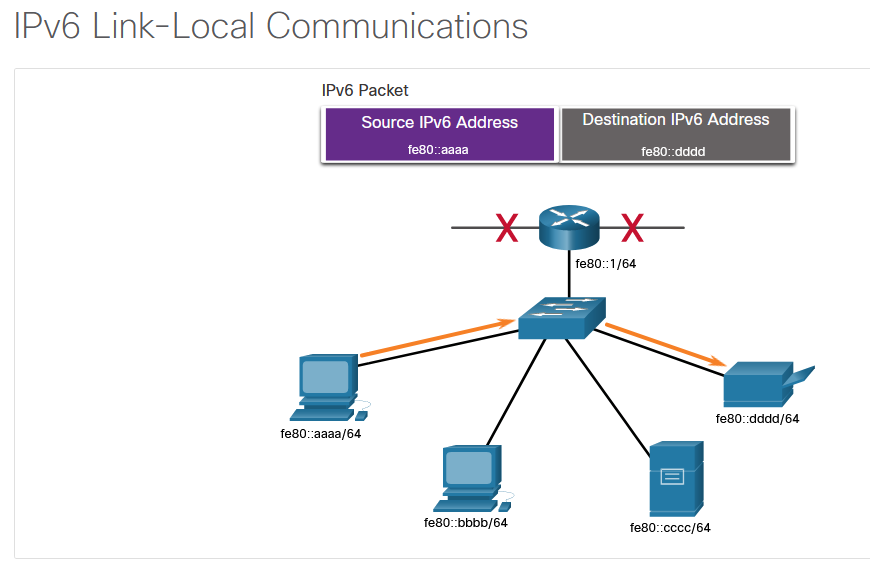 IPv6 Link-Local Communications
IPv6 Packet
Source IPv6 Address
fe80::aaaa
Destination IPv6 Address
fe80::dddd
fe80::1/64
fe80::aaaa/64
fe80::dddd/64
fe80::bbbb/64
fe80::cccc/64